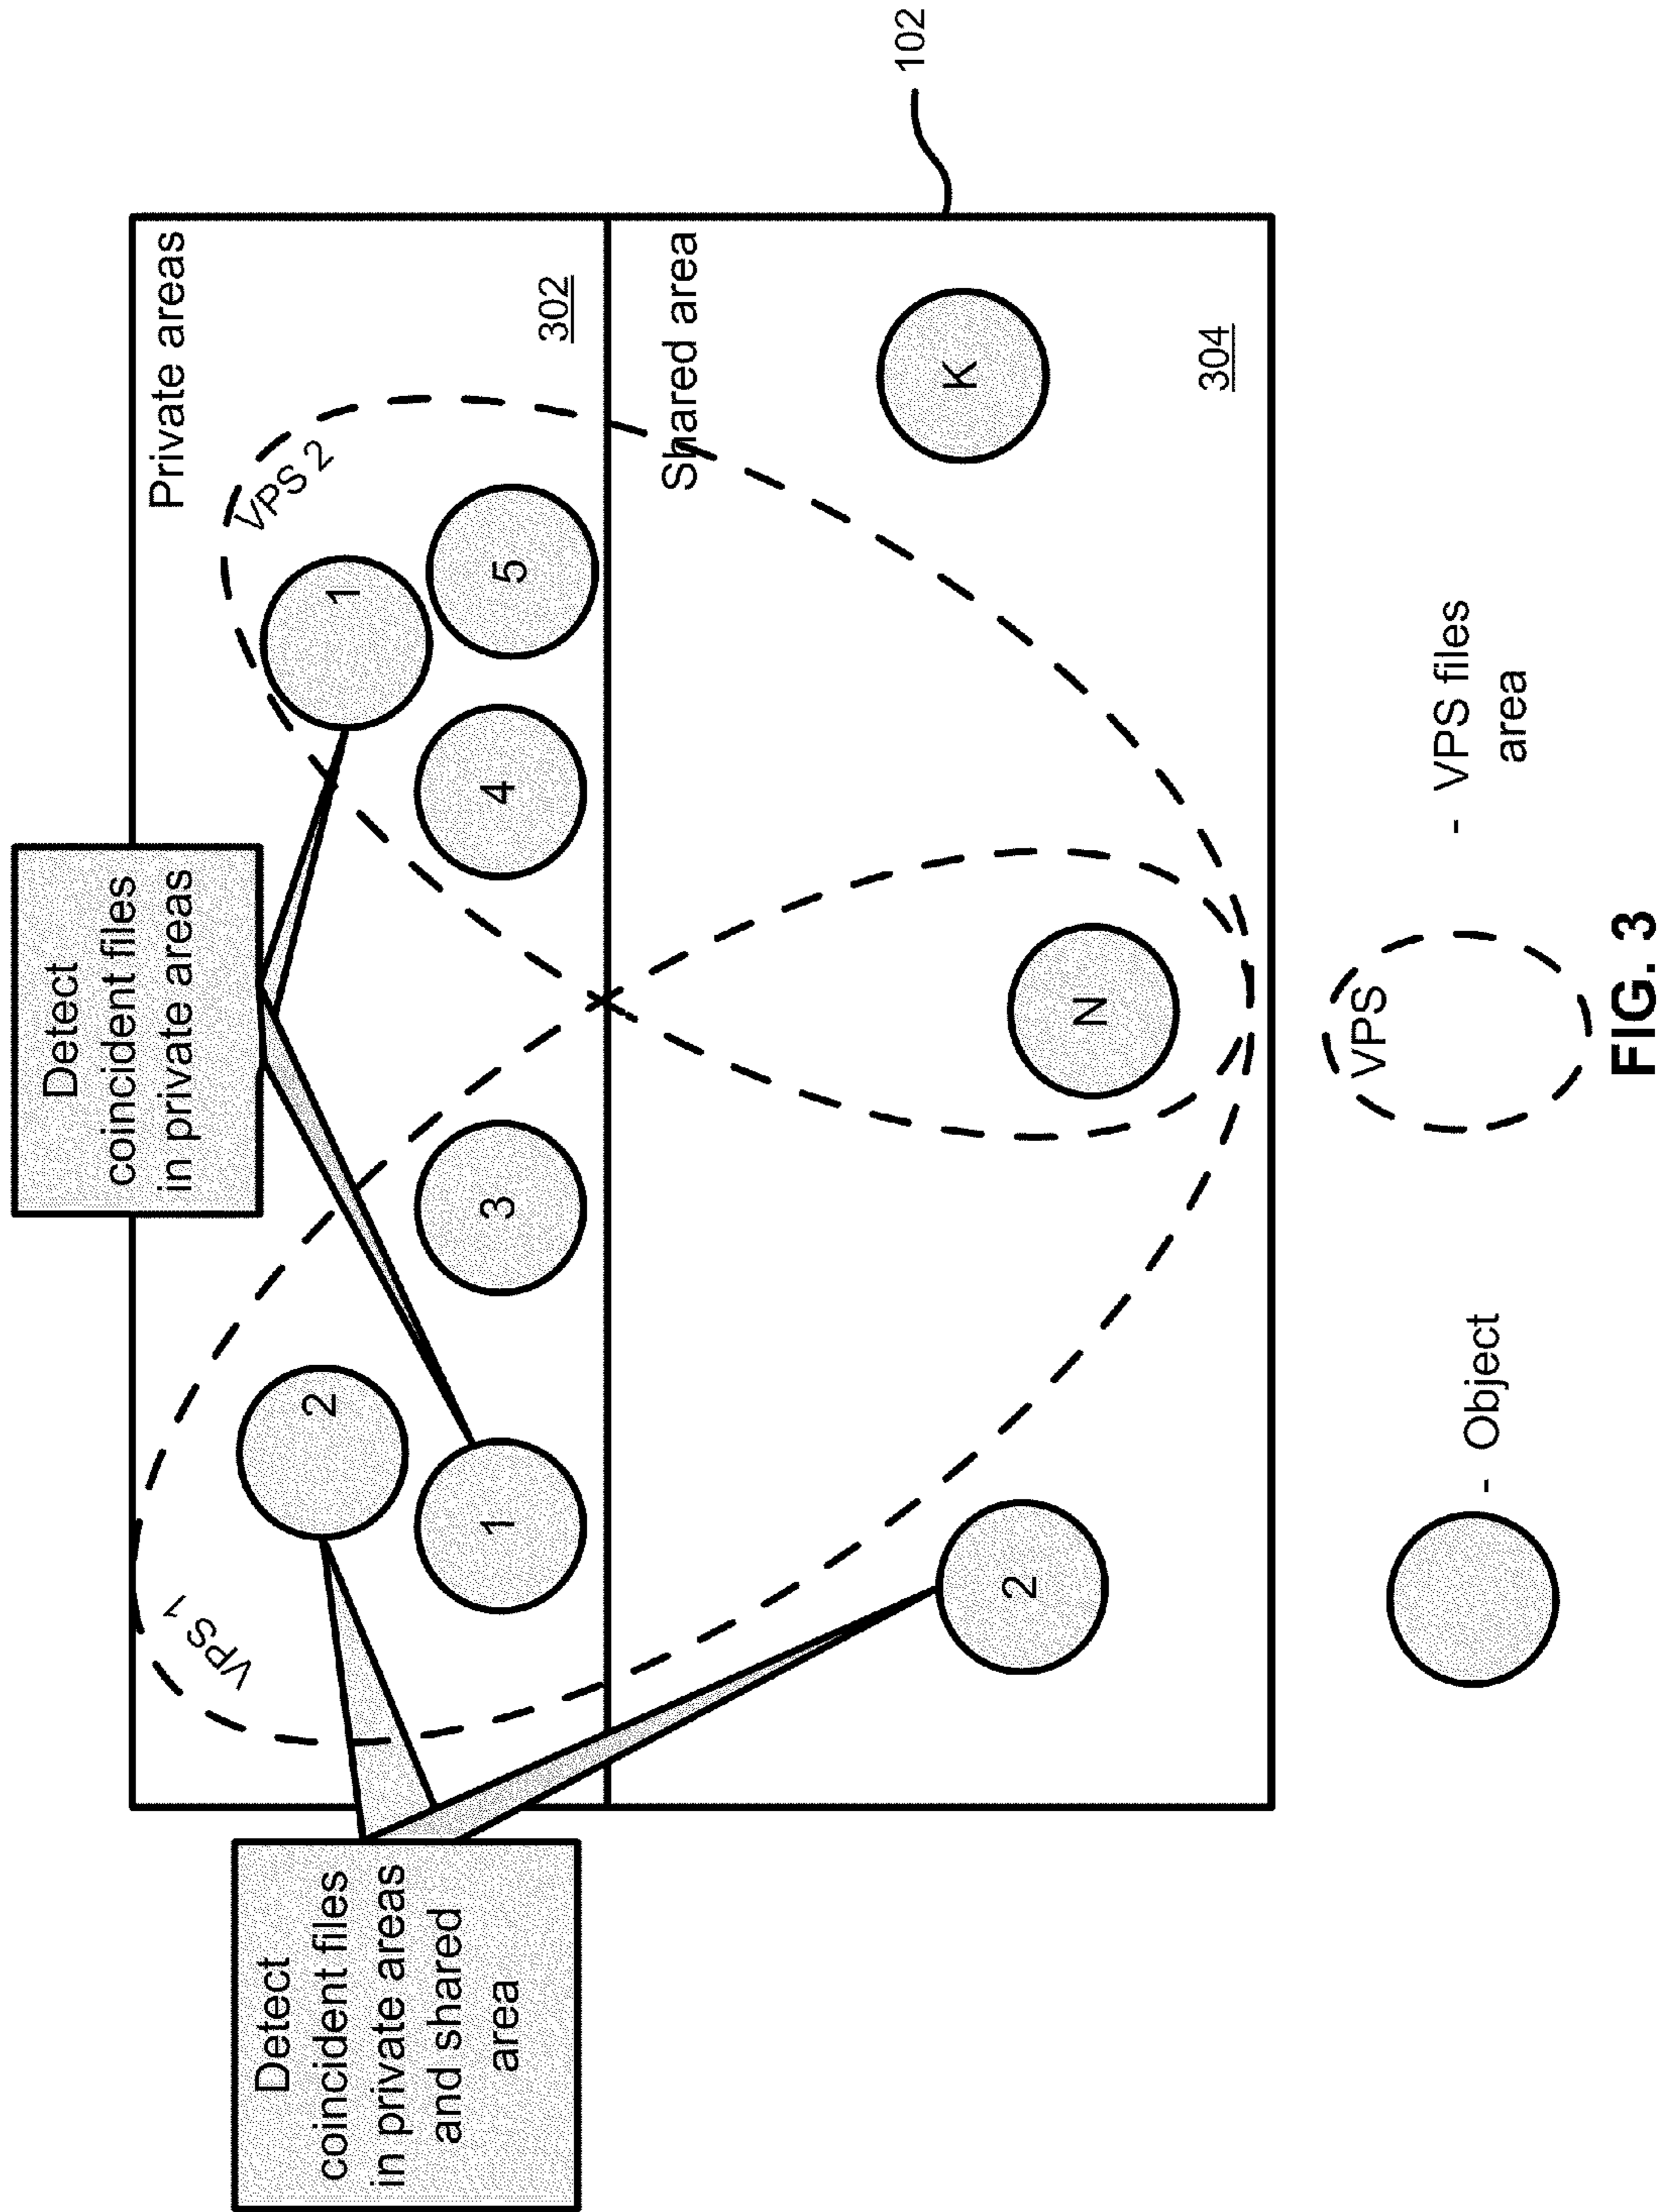 Detect
coincident files
in private areas
Detect
coincident files
in private areas
and shared
area
Private areas
VPS 1
VPS 2
2
1
1
3
4
5
302
Shared area
2
N
K
304
102
- Object
VPS
- VPS files
area
FIG. 3